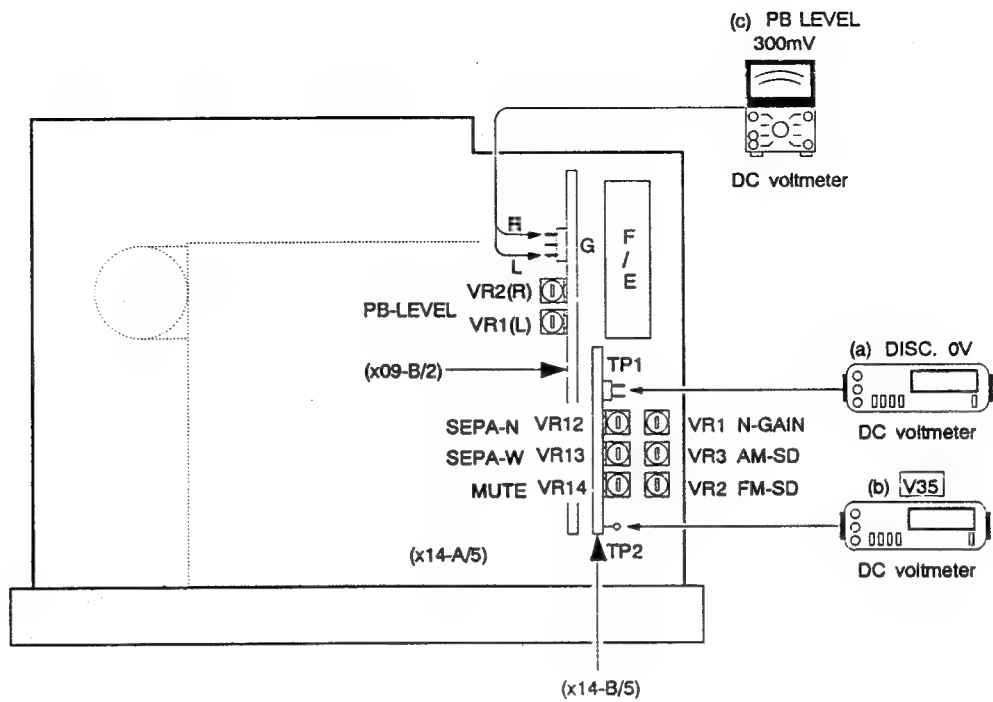 (c) PB LEVEL
300mV
DC voltmeter
R
G
L
F
/
E
VR2(R)
PB-LEVEL
VR1(L)
(a) DISC. 0V
TP1
(x09-B/2)
DC voltmeter
SEPA-N VR12
VR1 N-GAIN
SEPA-W VR13
VR3 AM-SD
MUTE VR14
VR2 FM-SD
(b) V35
TP2
(x14-A/5)
DC voltmeter
(x14-B/5)